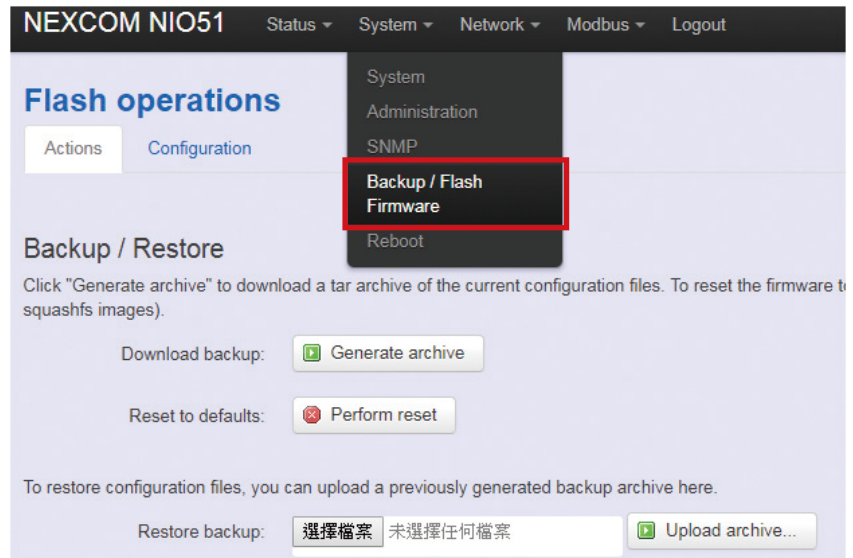 NEXCOM NIO51 Status System Network Modbus Logout
System
Administration
SNMP
Backup / Flash
Firmware
Reboot
Flash operations
Actions Configuration
Backup / Restore
Click "Generate archive" to download a tar archive of the current configuration files. To reset the firmware
squashfs images).
Download backup: Generate archive
Reset to defaults: Perform reset
To restore configuration files, you can upload a previously generated backup archive here.
Restore backup: 選擇檔案 未選擇任何檔案 Upload archive...